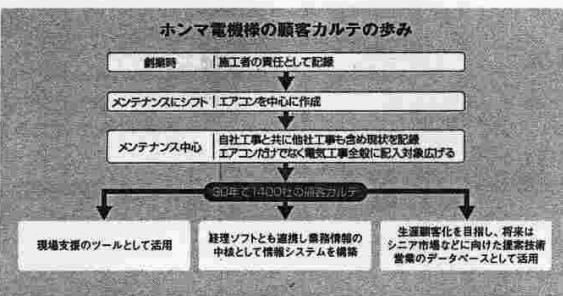 ホンマ電機様の顧客カルテの歩み
創業時 施工者の責任として記録
メンテナンスにシフト エアコンを中心に作成
メンテナンス中心 自社工事と共に他社工事も含め現状を記録
エアコンだけでなく電気工事全般に記入対象広げる
30年で1400社の顧客カルテ
現場支援のツールとして活用
経理ソフトとも連携し業務情報の
中核として情報システムを構築
生涯顧客化を目指し、将来は
シニア市場などに向けた提案技術
営業のデータベースとして活用